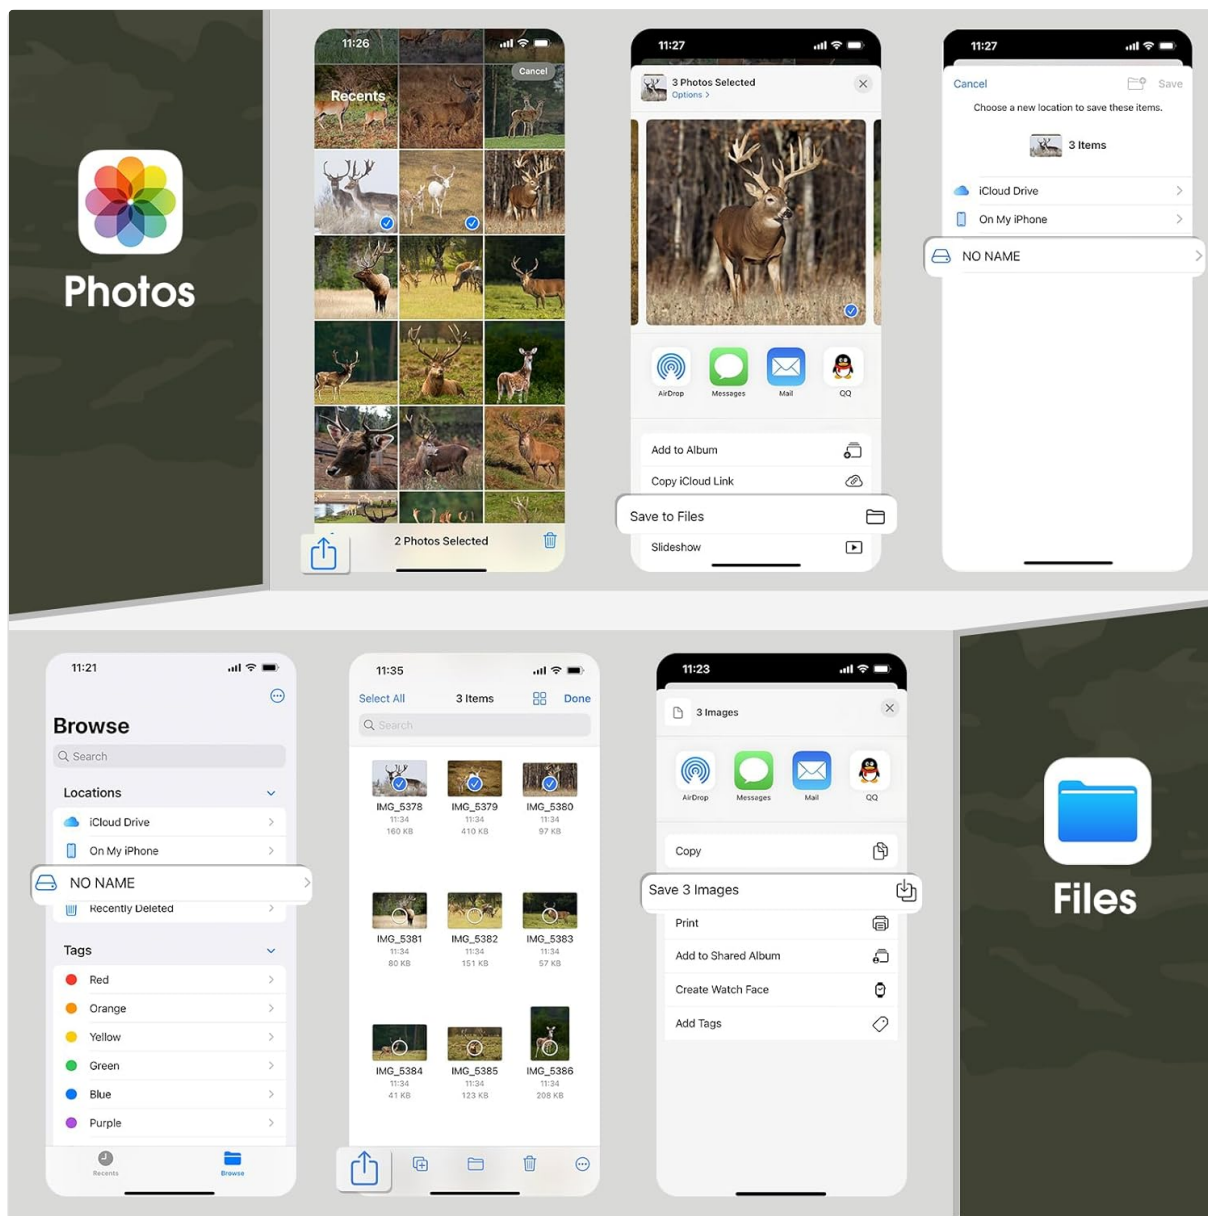 Photos
11:26
Cancel
Recents
2 Photos Selected
11:27
3 Photos Selected
Options >
AirDrop
Messages
Mail
QQ
Add to Album
Copy iCloud Link
Save to Files
Slideshow
11:27
Cancel
Save
Choose a new location to save these items.
3 Items
iCloud Drive
On My iPhone
NO NAME
11:21
Browse
Search
Locations
iCloud Drive
On My iPhone
NO NAME
Recently Deleted
Tags
Red
Orange
Yellow
Green
Blue
Purple
Recents
Browse
11:35
Select All
3 Items
Done
Search
IMG_5378 IMG_5379 IMG_5380
11:34 11:34 11:34
160 KB 410 KB 97 KB
IMG_5381 IMG_5382 IMG_5383
11:34 11:34 11:34
80 KB 151 KB 57 KB
IMG_5384 IMG_5385 IMG_5386
11:34 11:34 11:34
41 KB 123 KB 208 KB
11:23
3 Images
AirDrop
Messages
Mail
QQ
Copy
Save 3 Images
Print
Add to Shared Album
Create Watch Face
Add Tags
Files